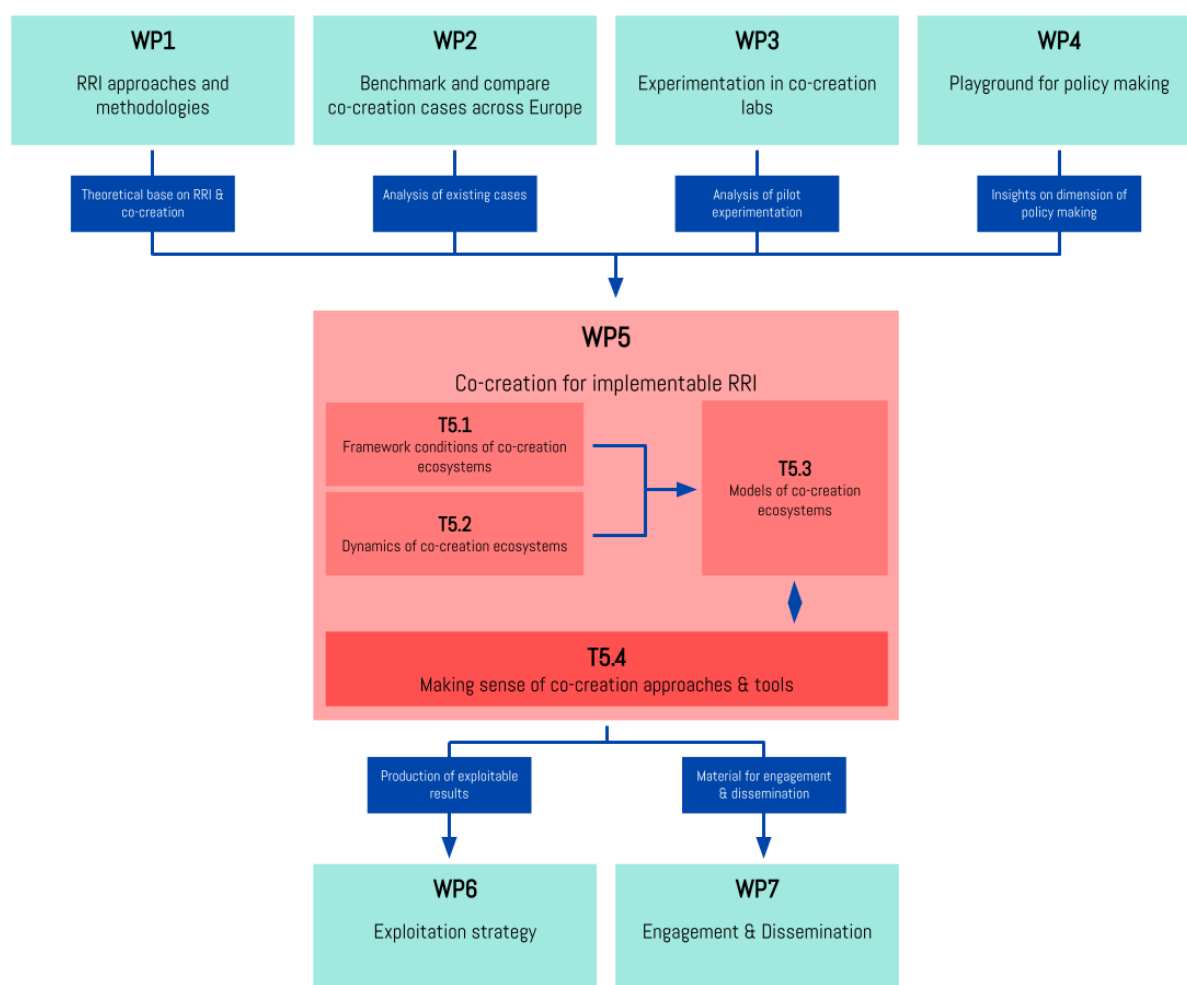 WP1
RRI approaches and
methodologies
WP2
Benchmark and compare
co-creation cases across Europe
WP3
Experimentation in co-creation
labs
WP4
Playground for policy making
Theoretical base on RRI &
co-creation
Analysis of existing cases
Analysis of pilot
experimentation
Insights on dimension of
policy making
WP5
Co-creation for implementable RRI
T5.1
Framework conditions of co-creation
ecosystems
T5.2
Dynamics of co-creation ecosystems
T5.3
Models of co-creation
ecosystems
T5.4
Making sense of co-creation approaches & tools
Production of exploitable
results
Material for engagement
& dissemination
WP6
Exploitation strategy
WP7
Engagement & Dissemination